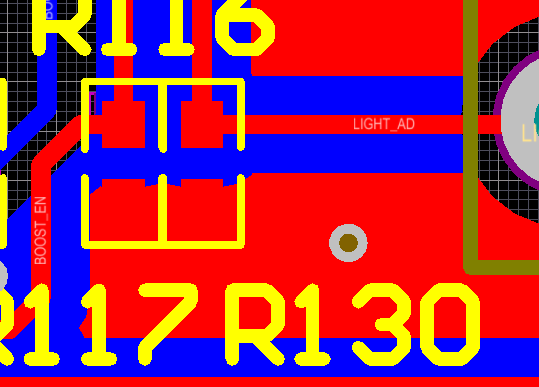 R116
LIGHT_AD
BOOST_EN
R117 R130